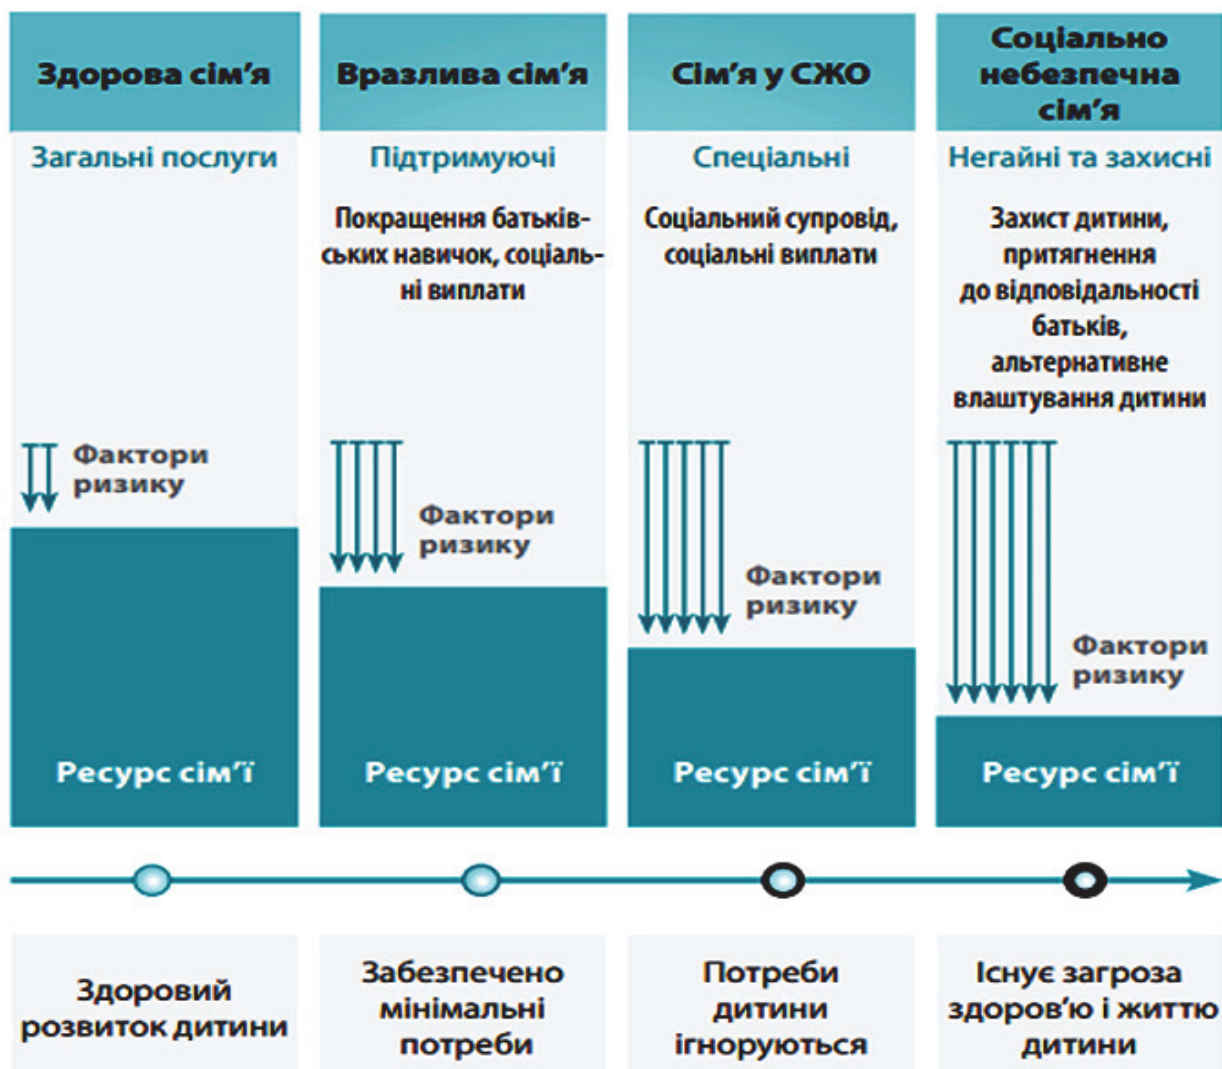 Здорова сім’я
Загальні послуги
Фактори
ризику
Ресурс сім’ї
Здоровий
розвиток дитини
Вразлива сім’я
Підтримуючі
Покращення батьків-
ських навичок, соціаль-
ні виплати
Фактори
ризику
Ресурс сім’ї
Забезпечено
мінімальні
потреби
Сім’я у СЖО
Спеціальні
Соціальний супровід,
соціальні виплати
Фактори
ризику
Ресурс сім’ї
Потреби
дитини
ігноруються
Соціально
небезпечна
сім’я
Негайні та захисні
Захист дитини,
притягнення
до відповідальності
батьків,
альтернативне
влаштування дитини
Фактори
ризику
Ресурс сім’ї
Існує загроза
здоров’ю і життю
дитини